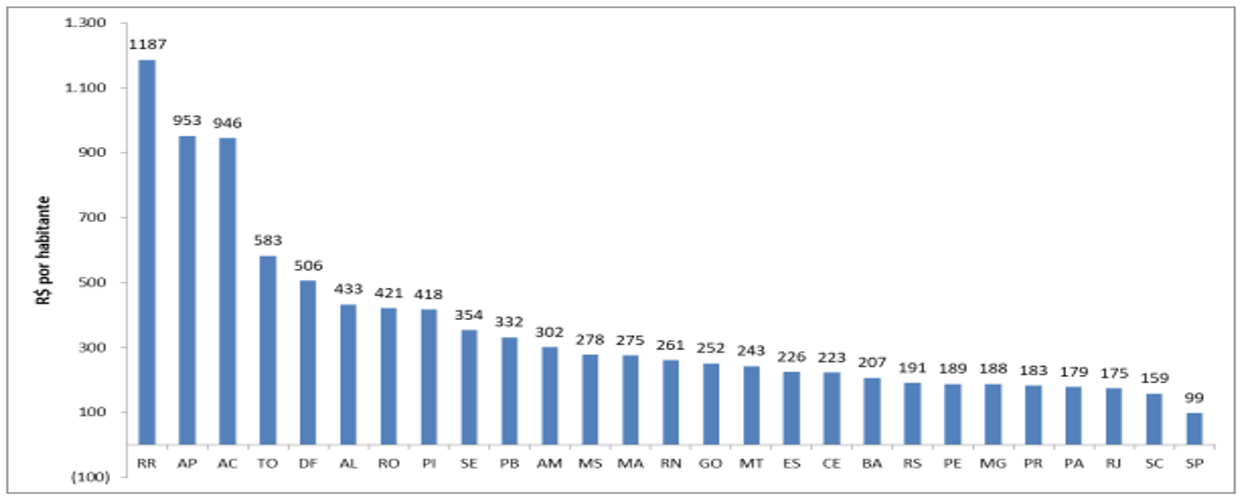 1.300
1.100
900
700
500
300
100
(100)
R$ por habitante
1187 953 946 583 506 433 421 418 354 332 302 278 275 261 252 243 226 223 207 191 189 188 183 179 175 159 99
RR AP AC TO DF AL RO PI SE PB AM MS MA RN GO MT ES CE BA RS PE MG PR PA RJ SC SP